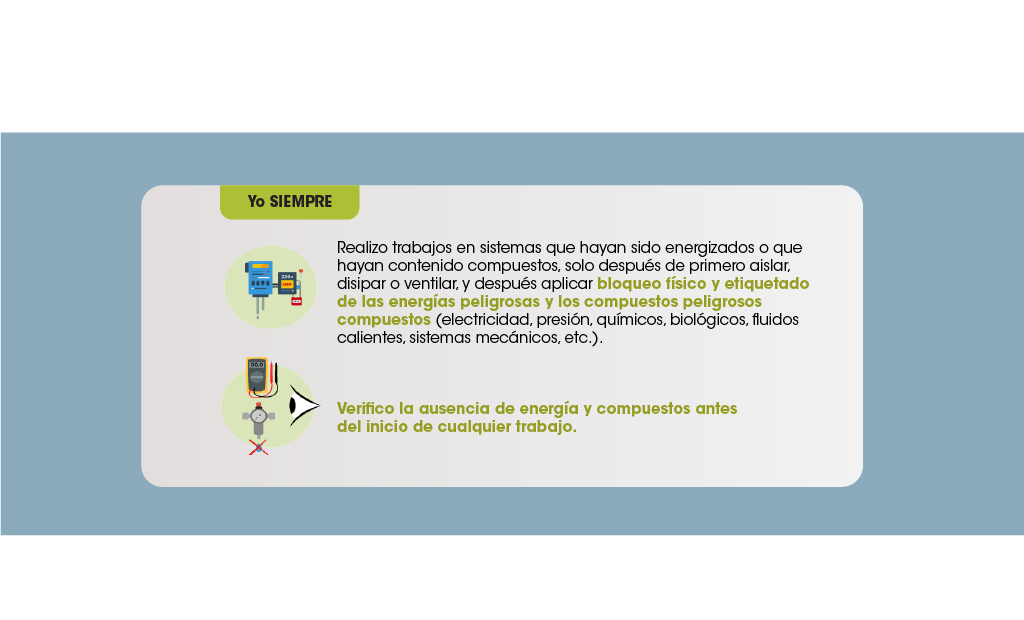 Yo SIEMPRE
Realizo trabajos en sistemas que hayan sido energizados o que
hayan contenido compuestos, solo después de primero aislar,
disipar o ventilar, y después aplicar bloqueo físico y etiquetado
de las energías peligrosas y los compuestos peligrosos
compuestos (electricidad, presión, químicos, biológicos, fluidos
calientes, sistemas mecánicos, etc.).
Verifico la ausencia de energía y compuestos antes
del inicio de cualquier trabajo.